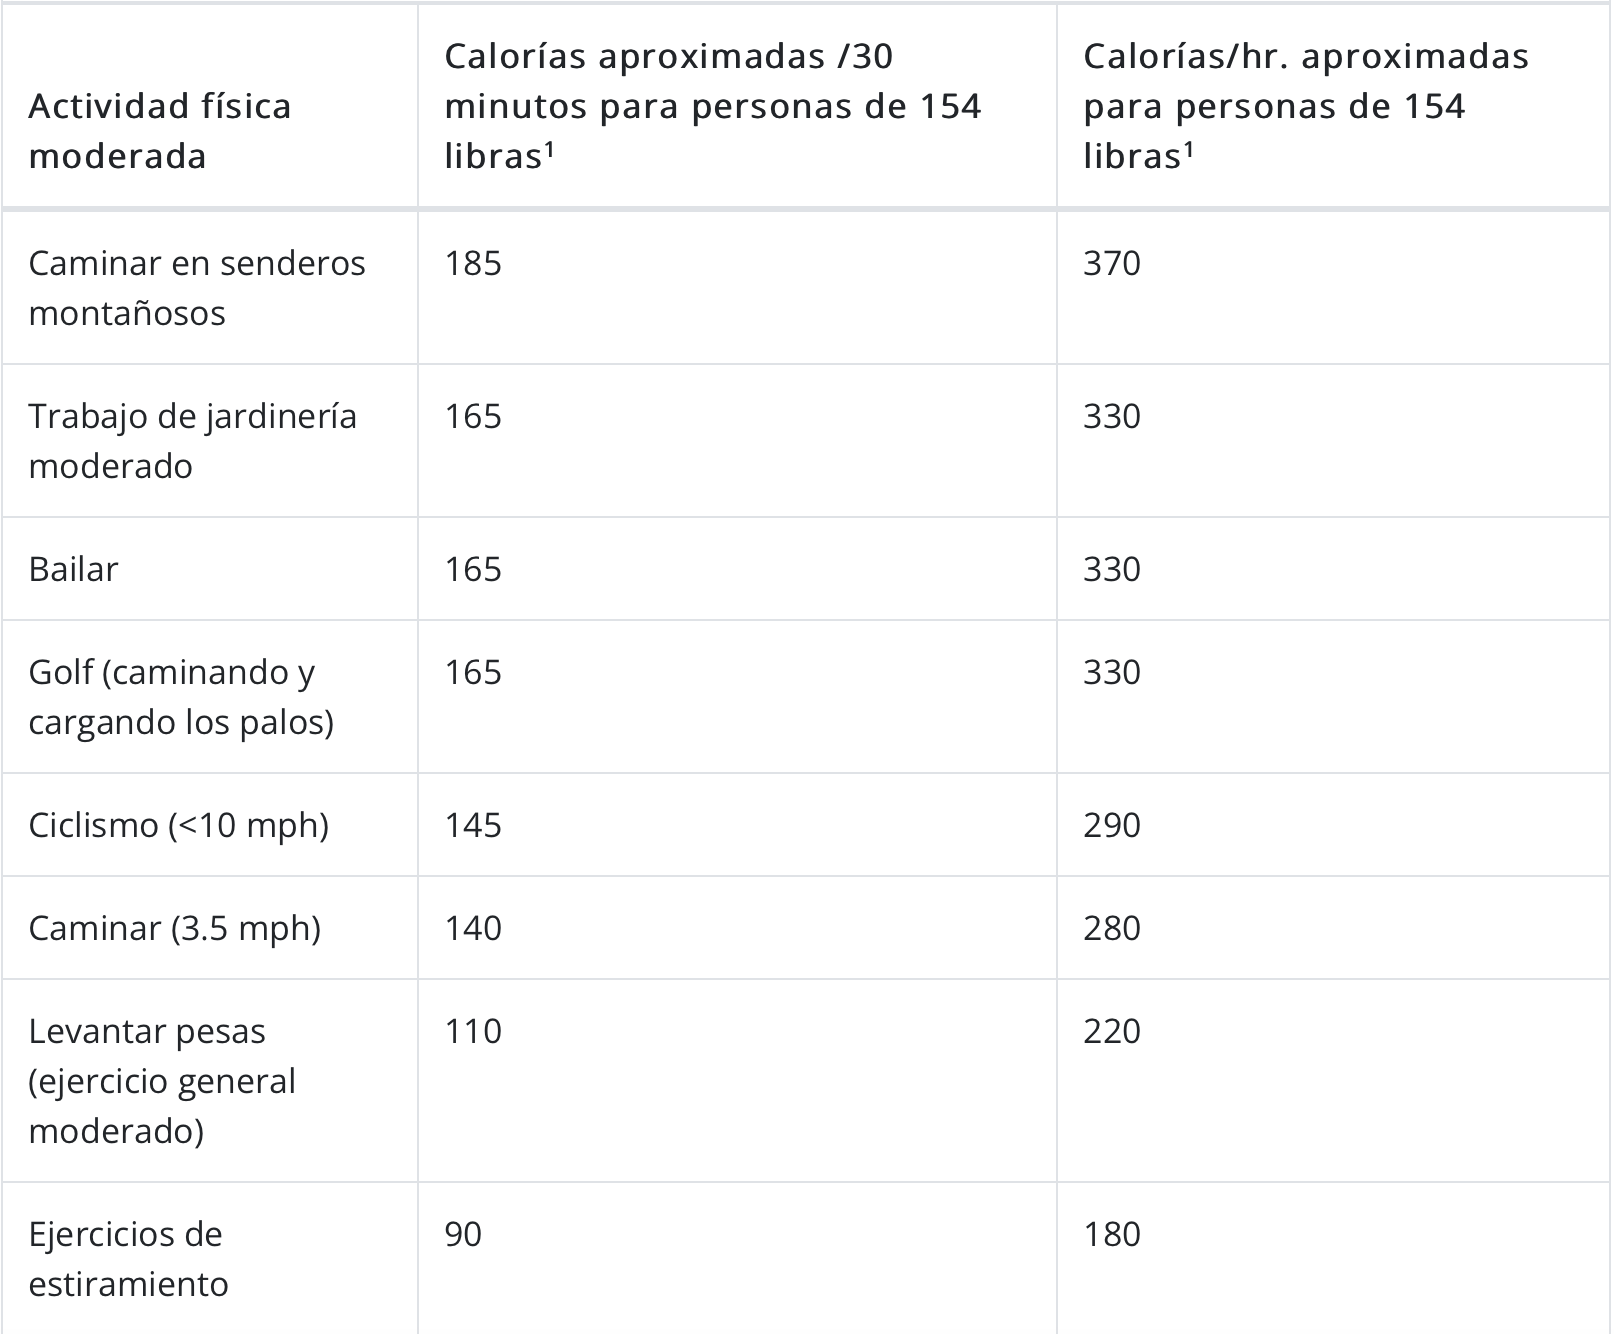 Actividad física
moderada
Calorías aproximadas /30
minutos para personas de 154
libras¹
Calorías/hr. aproximadas
para personas de 154
libras¹
Caminar en senderos
montañosos
185
370
Trabajo de jardinería
moderado
165
330
Bailar
165
330
Golf (caminando y
cargando los palos)
165
330
Ciclismo (<10 mph)
145
290
Caminar (3.5 mph)
140
280
Levantar pesas
(ejercicio general
moderado)
110
220
Ejercicios de
estiramiento
90
180